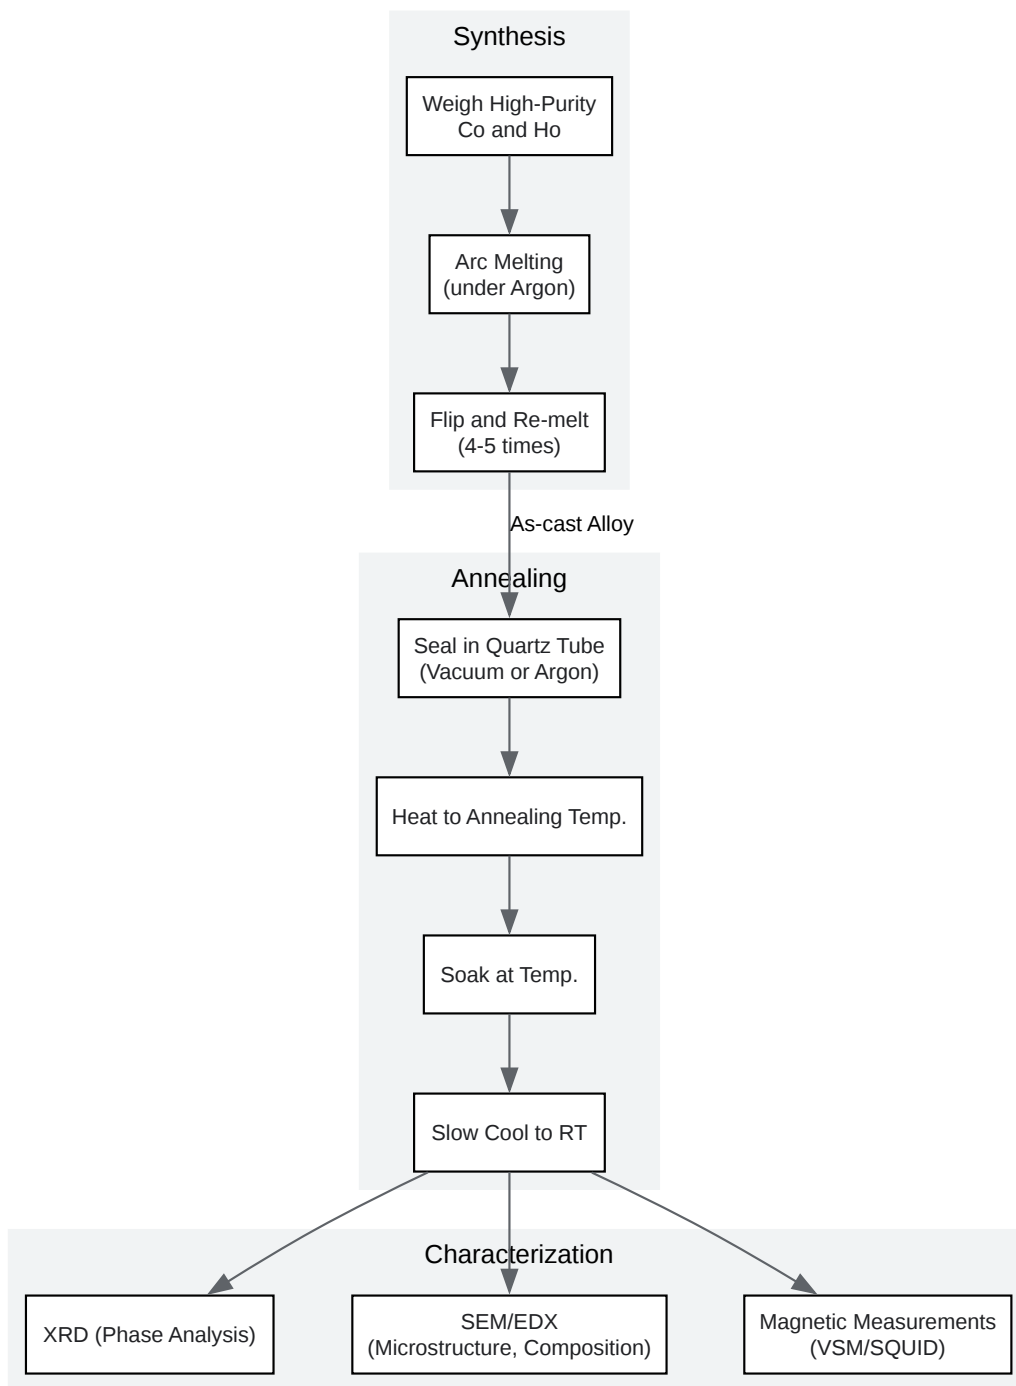 Synthesis
Weigh High-Purity
Co and Ho
Arc Melting
(under Argon)
Flip and Re-melt
(4-5 times)
As-cast Alloy
Annealing
Seal in Quartz Tube
(Vacuum or Argon)
Heat to Annealing Temp.
Soak at Temp.
Slow Cool to RT
Characterization
XRD (Phase Analysis)
SEM/EDX
(Microstructure, Composition)
Magnetic Measurements
(VSM/SQUID)